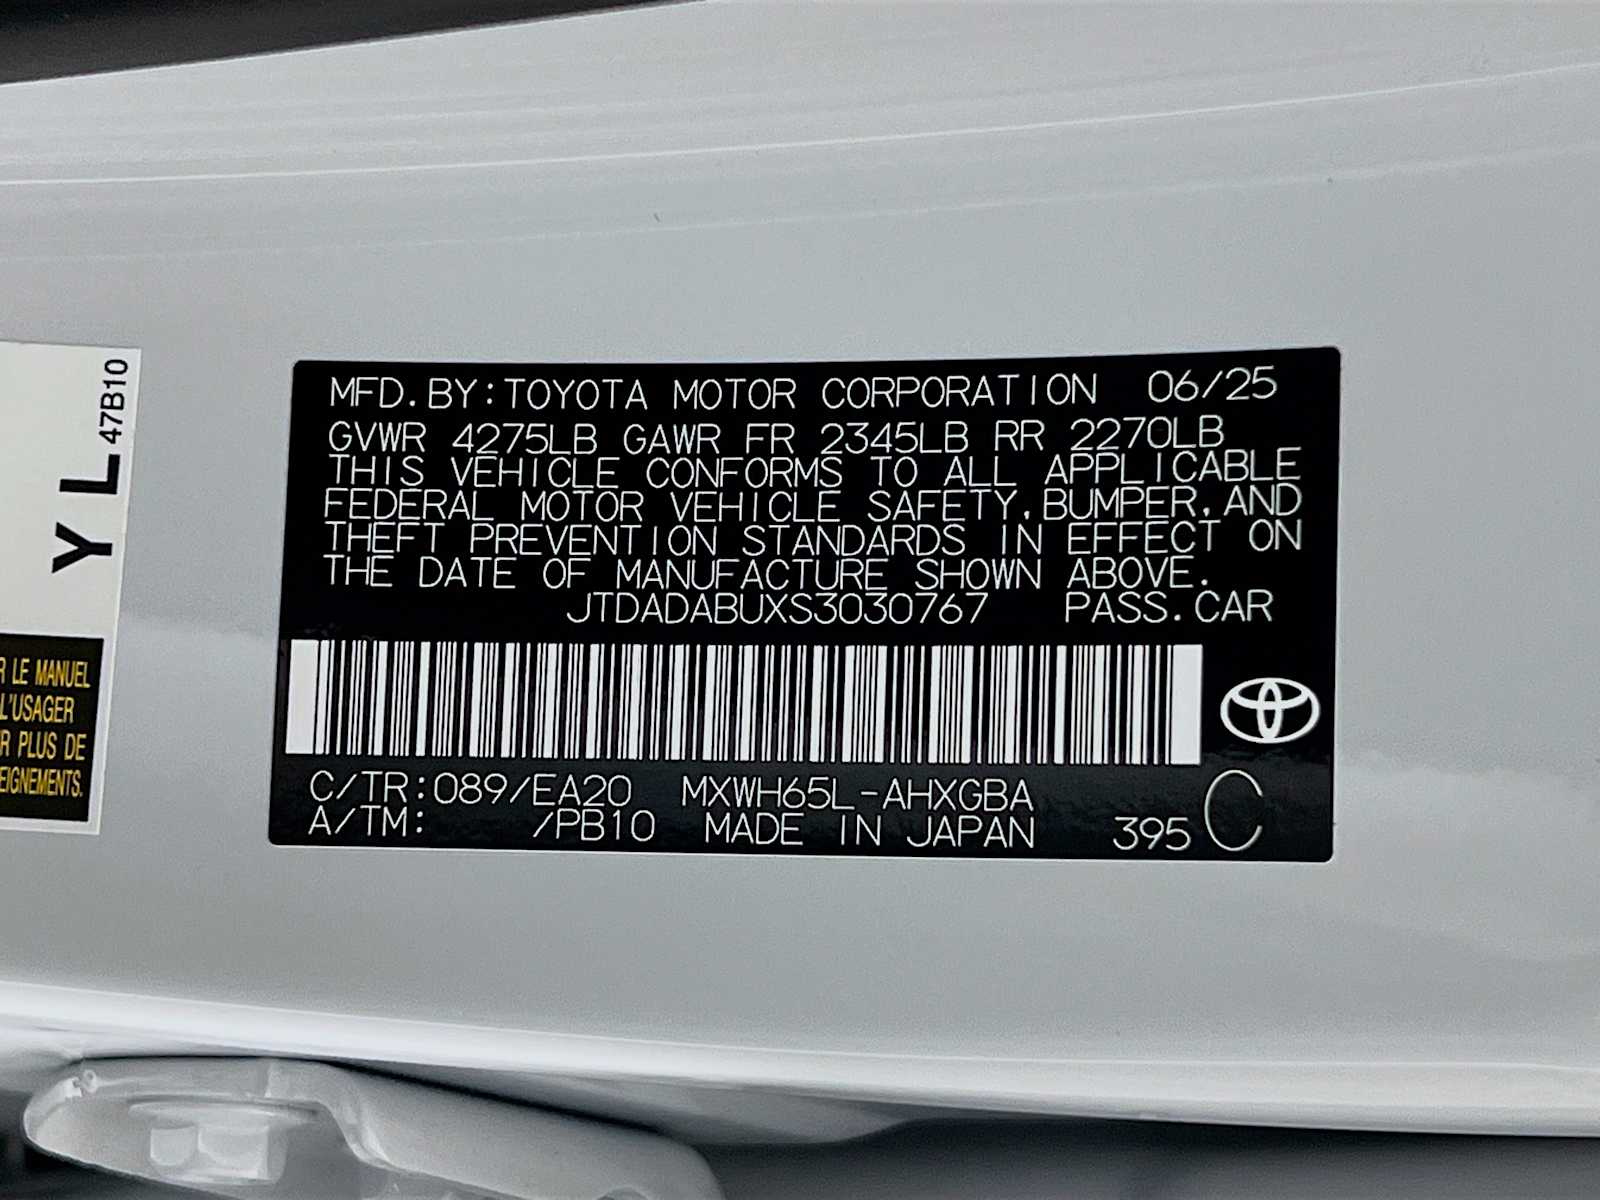 MFD.BY:TOYOTA MOTOR CORPORATION 06/25
GVWR 4275LB GAWR FR 2345LB RR 2270LB
THIS VEHICLE CONFORMS TO ALL APPLICABLE
FEDERAL MOTOR VEHICLE SAFETY,BUMPER,AND
THEFT PREVENTION STANDARDS IN EFFECT ON
THE DATE OF MANUFACTURE SHOWN ABOVE.
JTDADABUXS3030767 PASS.CAR
C/TR:089/EA20 MXWH65L-AHXGBA
A/TM: /PB10 MADE IN JAPAN 395 C
Y L 47B10
LE MANUEL
L'USAGER
PLUS DE